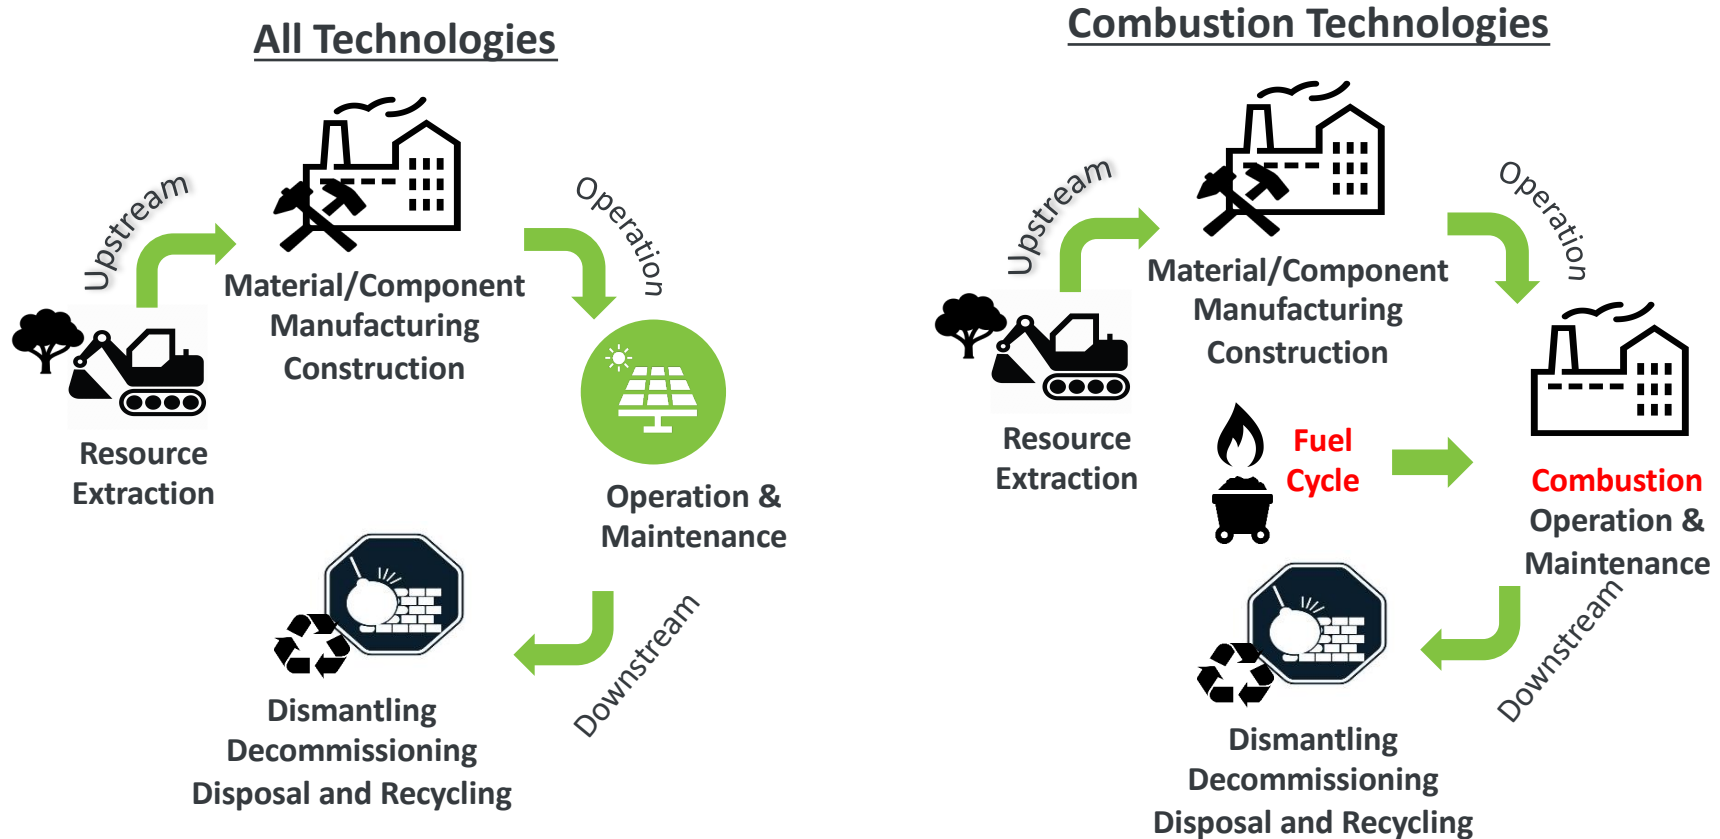 All Technologies
Upstream
Operation
Material/Component
Manufacturing
Construction
Resource
Extraction
Operation &
Maintenance
Downstream
Dismantling
Decommissioning
Disposal and Recycling
Combustion Technologies
Upstream
Operation
Material/Component
Manufacturing
Construction
Resource
Extraction
Fuel
Cycle
Combustion
Operation &
Maintenance
Downstream
Dismantling
Decommissioning
Disposal and Recycling